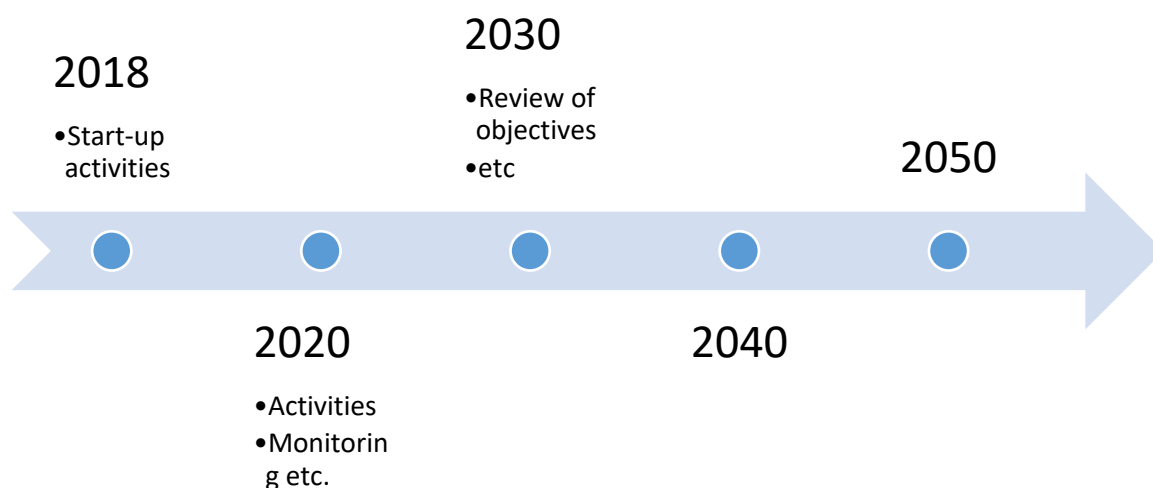 2018
•Start-up
activities
2020
•Activities
•Monitorin
g etc.
2030
•Review of
objectives
•etc
2040
2050